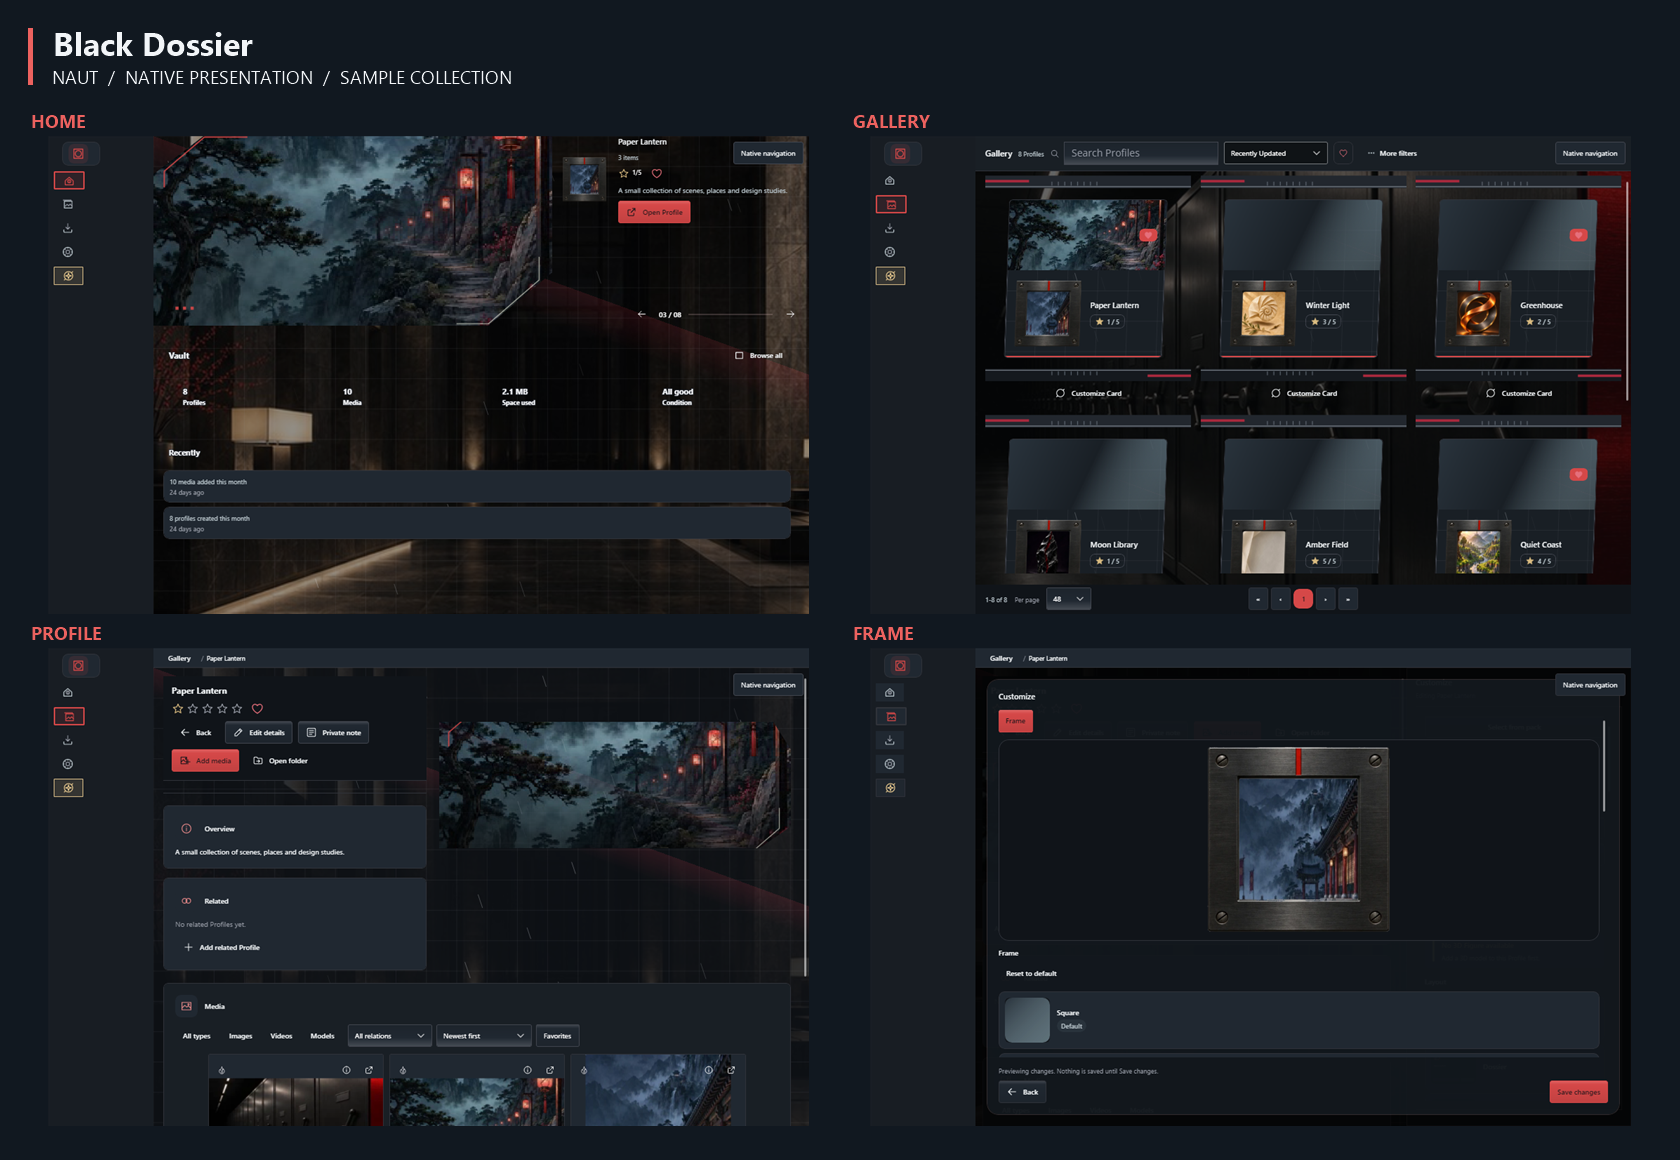 Black Dossier
NAUT / NATIVE PRESENTATION / SAMPLE COLLECTION
HOME
Paper Lantern
3 items
1/5
A small collection of scenes, places and design studies.
Open Profile
Native navigation
03 / 08
Vault
Browse all
8
Profiles
10
Media
2.1 MB
Space used
All good
Condition
Recently
10 media added this month
24 days ago
8 profiles created this month
24 days ago
GALLERY
Gallery 8 Profiles Search Profiles Recently Updated More filters Native navigation
Paper Lantern
1/5
Winter Light
3/5
Greenhouse
2/5
Customize Card
Customize Card
Customize Card
Moon Library
1/5
Amber Field
5/5
Quiet Coast
4/5
1-8 of 8 Per page 48 1
PROFILE
Gallery / Paper Lantern
Native navigation
Paper Lantern
Back Edit details Private note
Add media Open folder
Overview
A small collection of scenes, places and design studies.
Related
No related Profiles yet.
Add related Profile
Media
All types Images Videos Models All relations Newest first Favorites
FRAME
Gallery / Paper Lantern
Native navigation
Customize
Frame
Frame
Reset to default
Square
Default
Previewing changes. Nothing is saved until Save changes.
Back
Save changes